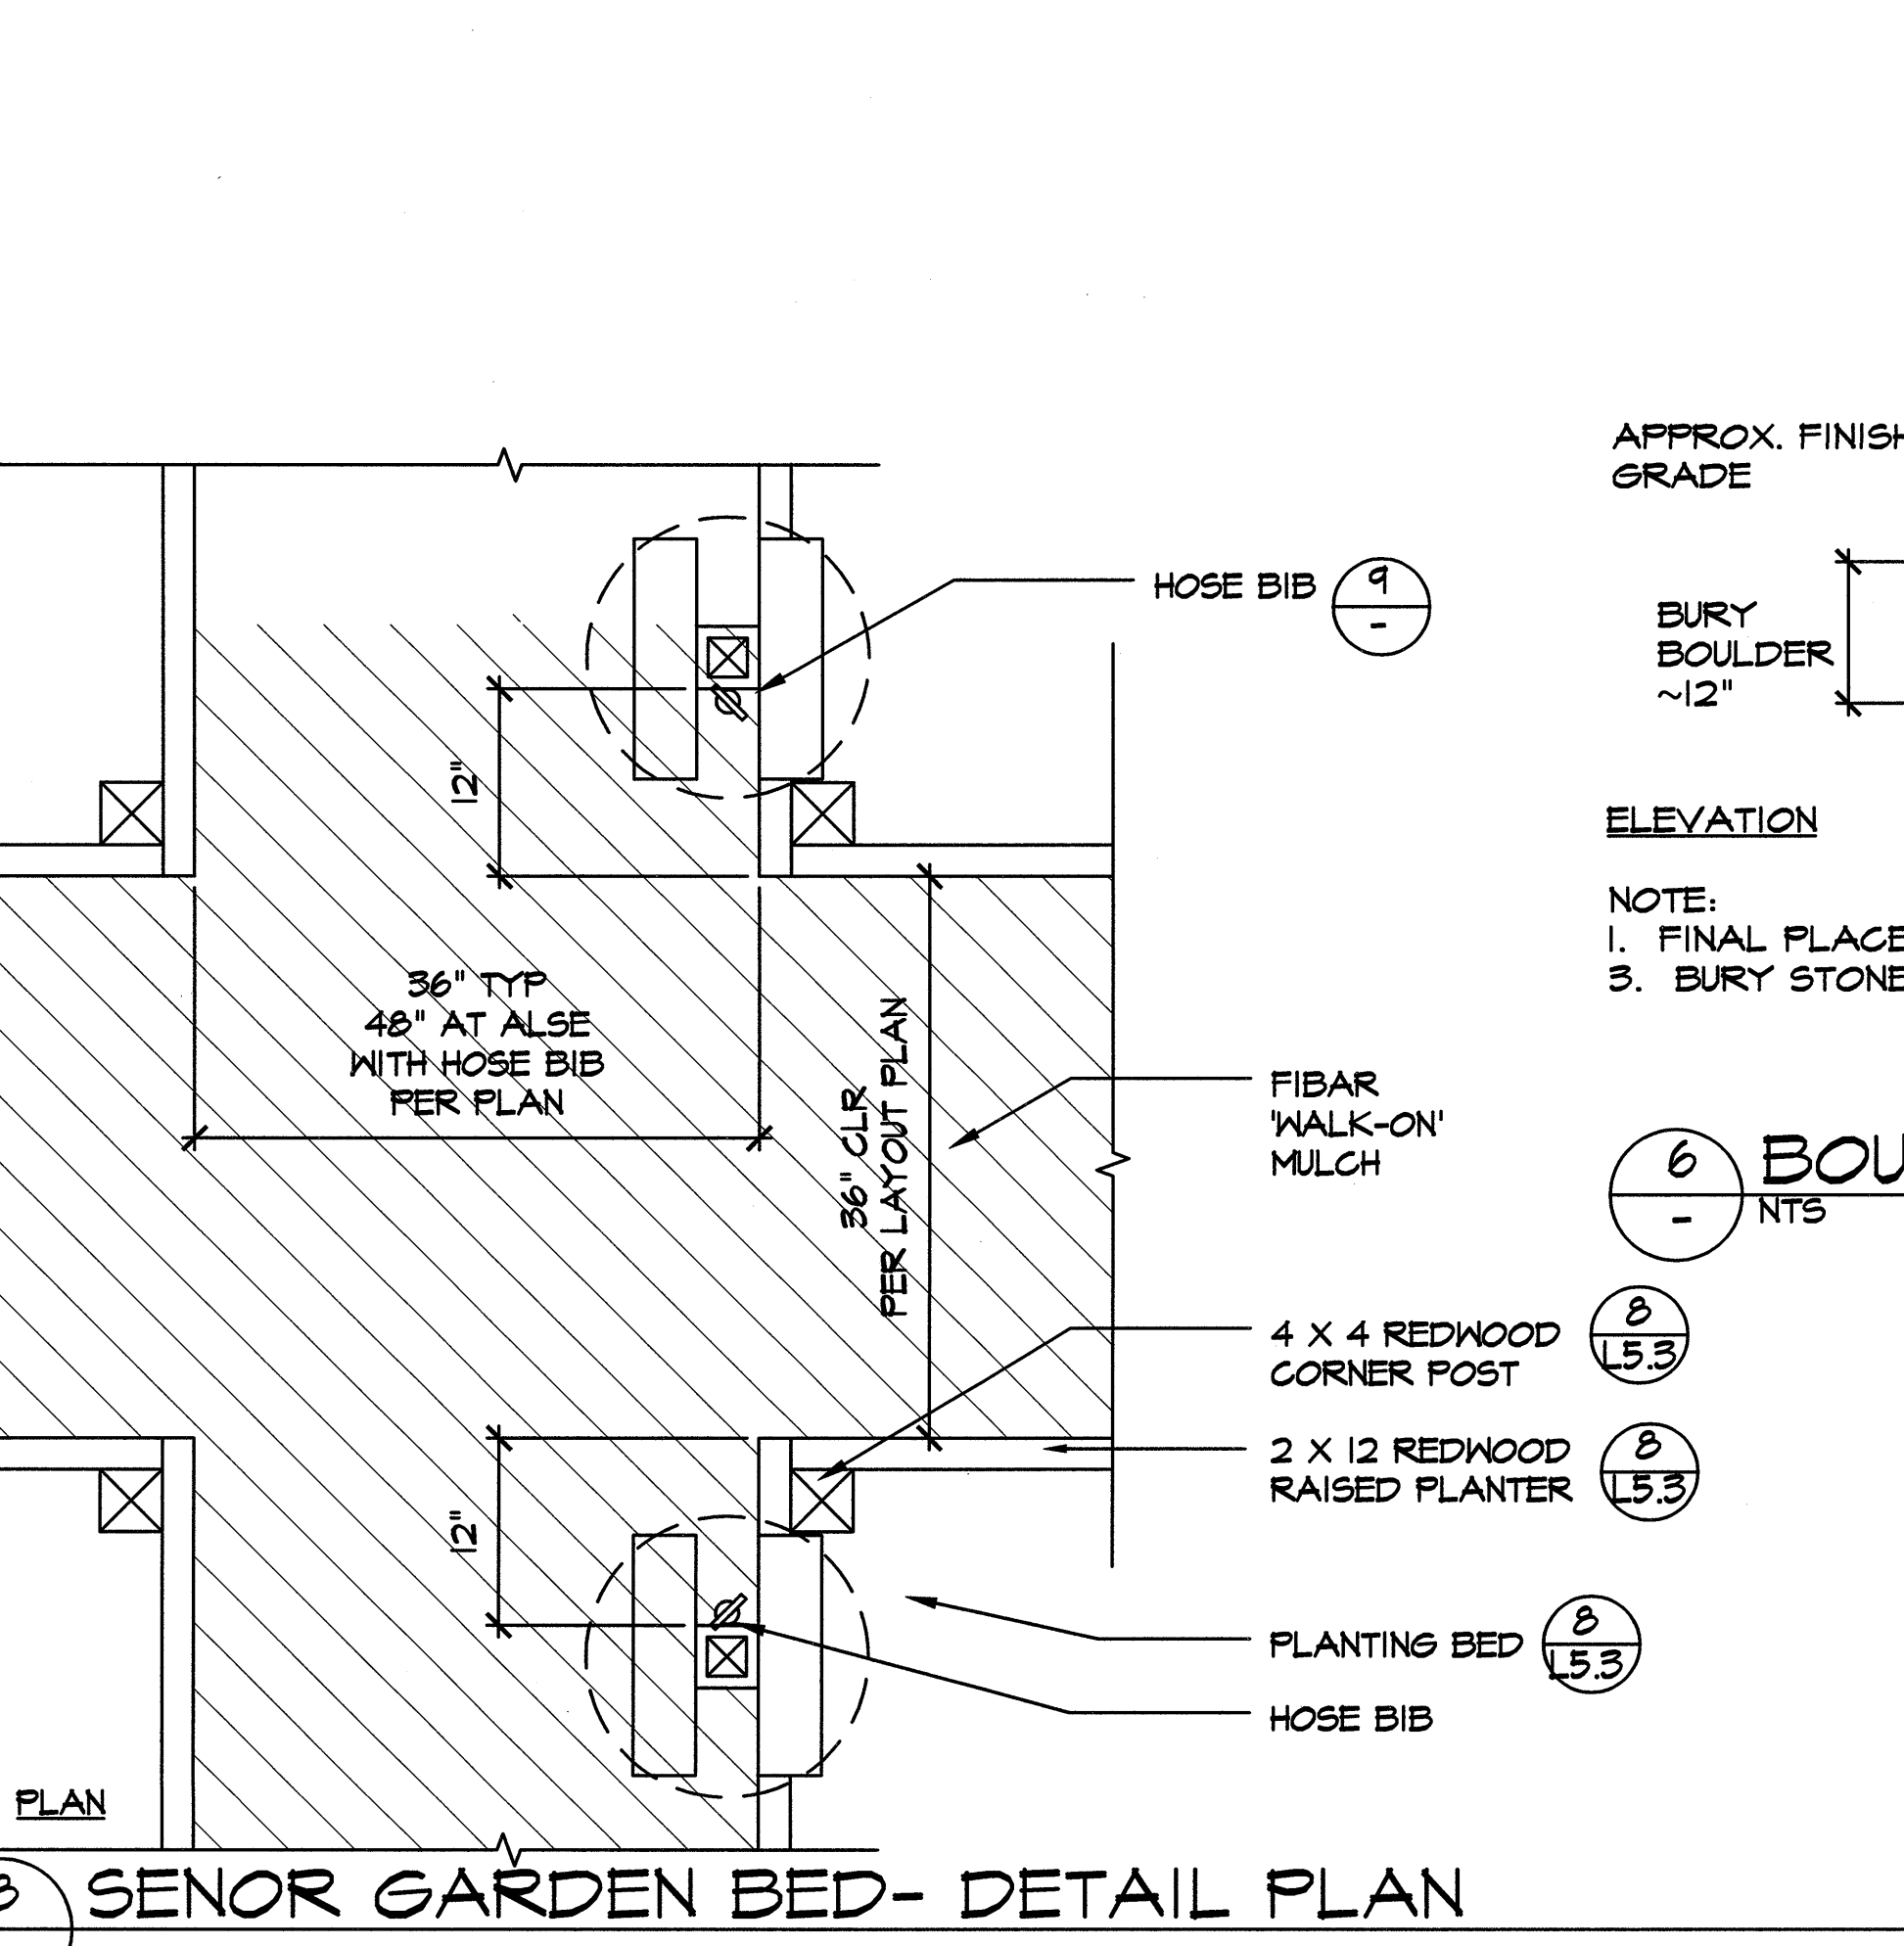 APPROX. FINISH
GRADE
HOSE BIB
9
-
BURY
BOULDER
~12"
12"
ELEVATION
NOTE:
1. FINAL PLACE
3. BURY STONE
36" TYP
48" AT ALSE
WITH HOSE BIB
PER PLAN
36" CLR
PER LAYOUT PLAN
FIBAR
'WALK-ON'
MULCH
6
-
BOU
NTS
4 X 4 REDWOOD
CORNER POST
8
L5.3
2 X 12 REDWOOD
RAISED PLANTER
8
L5.3
12"
PLANTING BED
8
L5.3
HOSE BIB
PLAN
SENOR GARDEN BED- DETAIL PLAN